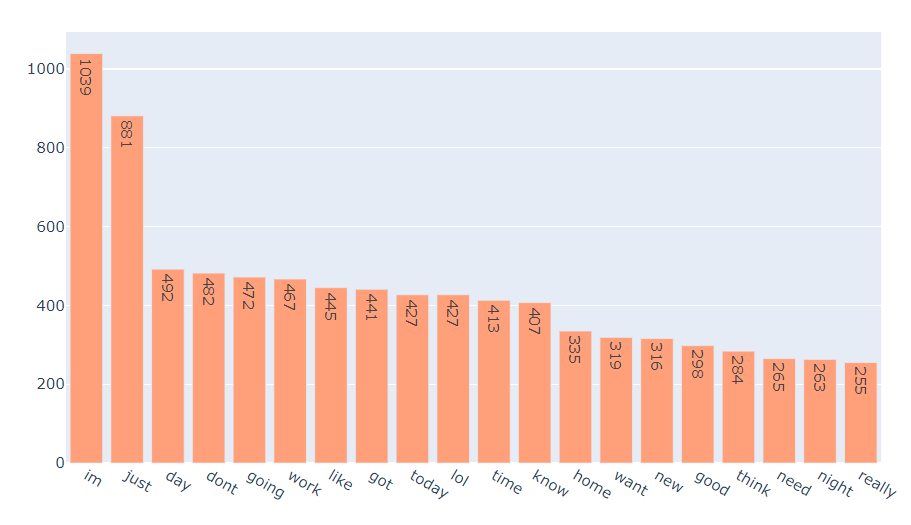 1000
800
600
400
200
0
1039
881
492
482
472
467
445
441
427
427
413
407
335
319
316
298
284
265
263
255
im
just
day
dont
going
work
like
got
today
lol
time
know
home
want
new
good
think
need
night
really